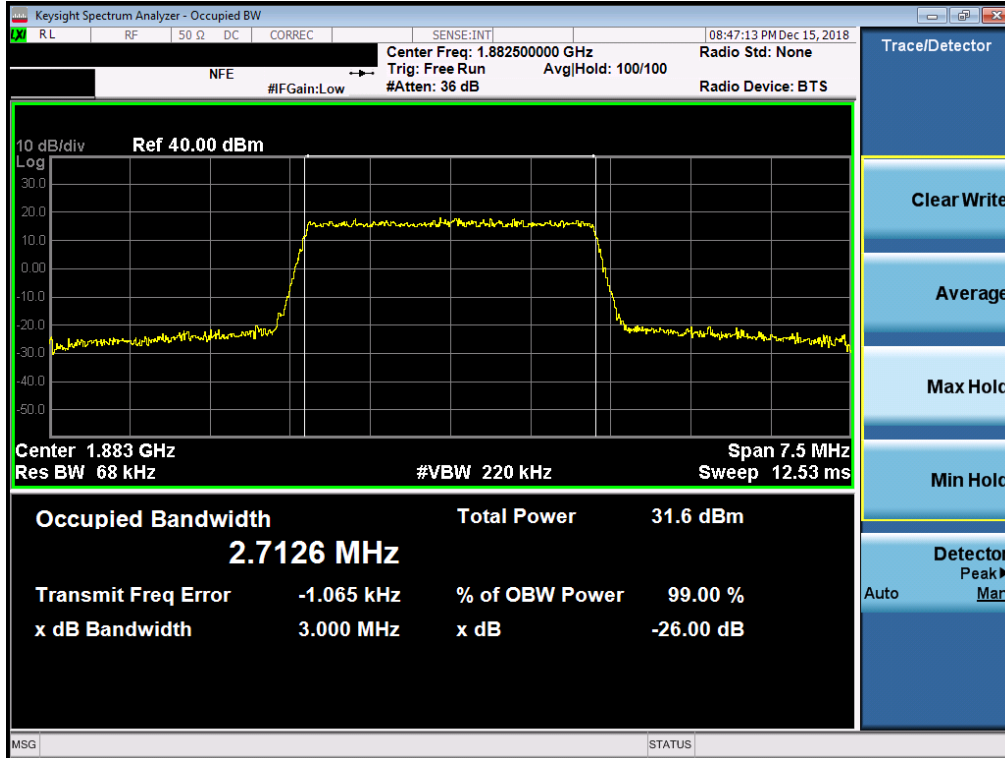 Keysight Spectrum Analyzer - Occupied BW
LXI RL RF 50 Ω DC CORREC SENSE:INT 08:47:13 PM Dec 15, 2018
Center Freq: 1.882500000 GHz Radio Std: None
NFE Trig: Free Run Avg|Hold: 100/100
#IFGain:Low #Atten: 36 dB Radio Device: BTS
10 dB/div Ref 40.00 dBm
Log
30.0
20.0
10.0
0.00
-10.0
-20.0
-30.0
-40.0
-50.0
Center 1.883 GHz Span 7.5 MHz
Res BW 68 kHz #VBW 220 kHz Sweep 12.53 ms
Occupied Bandwidth Total Power 31.6 dBm
2.7126 MHz
Transmit Freq Error -1.065 kHz % of OBW Power 99.00 %
x dB Bandwidth 3.000 MHz x dB -26.00 dB
MSG STATUS
Trace/Detector
Clear Write
Average
Max Hold
Min Hold
Detector
Peak
Auto Man